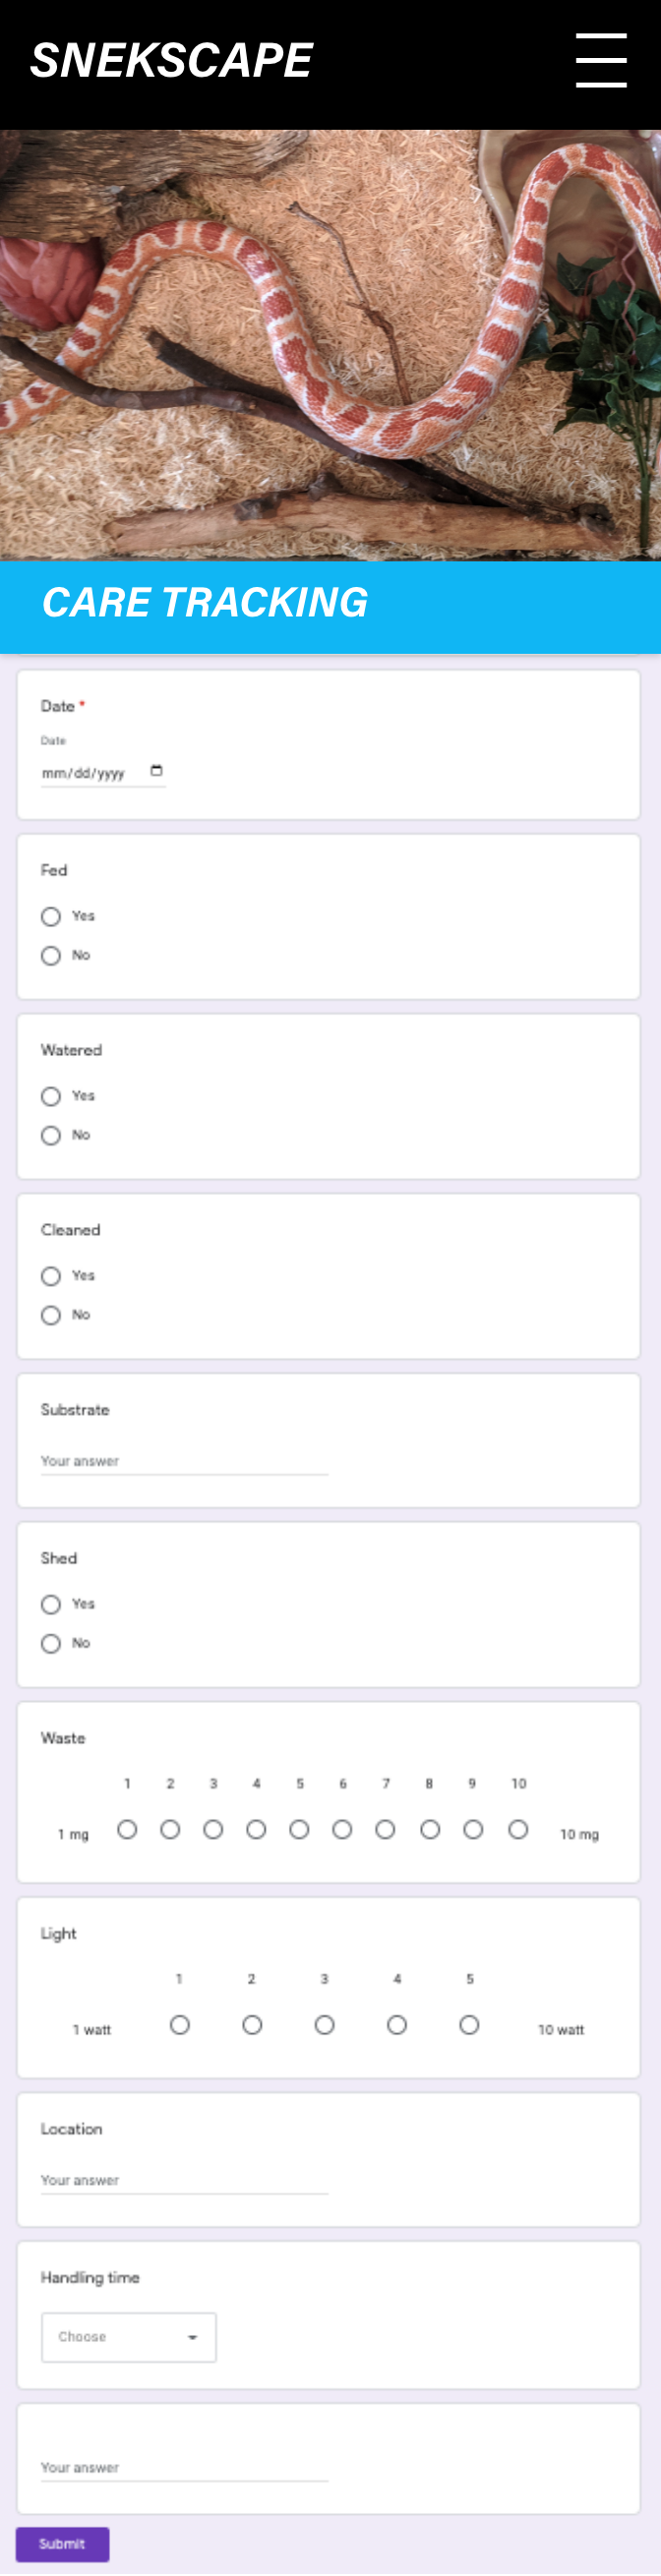 SNEKSCAPE
CARE TRACKING
Date *
Date
mm/dd/yyyy
Fed
Yes
No
Watered
Yes
No
Cleaned
Yes
No
Substrate
Your answer
Shed
Yes
No
Waste
1 2 3 4 5 6 7 8 9 10
1 mg 10 mg
Light
1 2 3 4 5
1 watt 10 watt
Location
Your answer
Handling time
Choose
Your answer
Submit